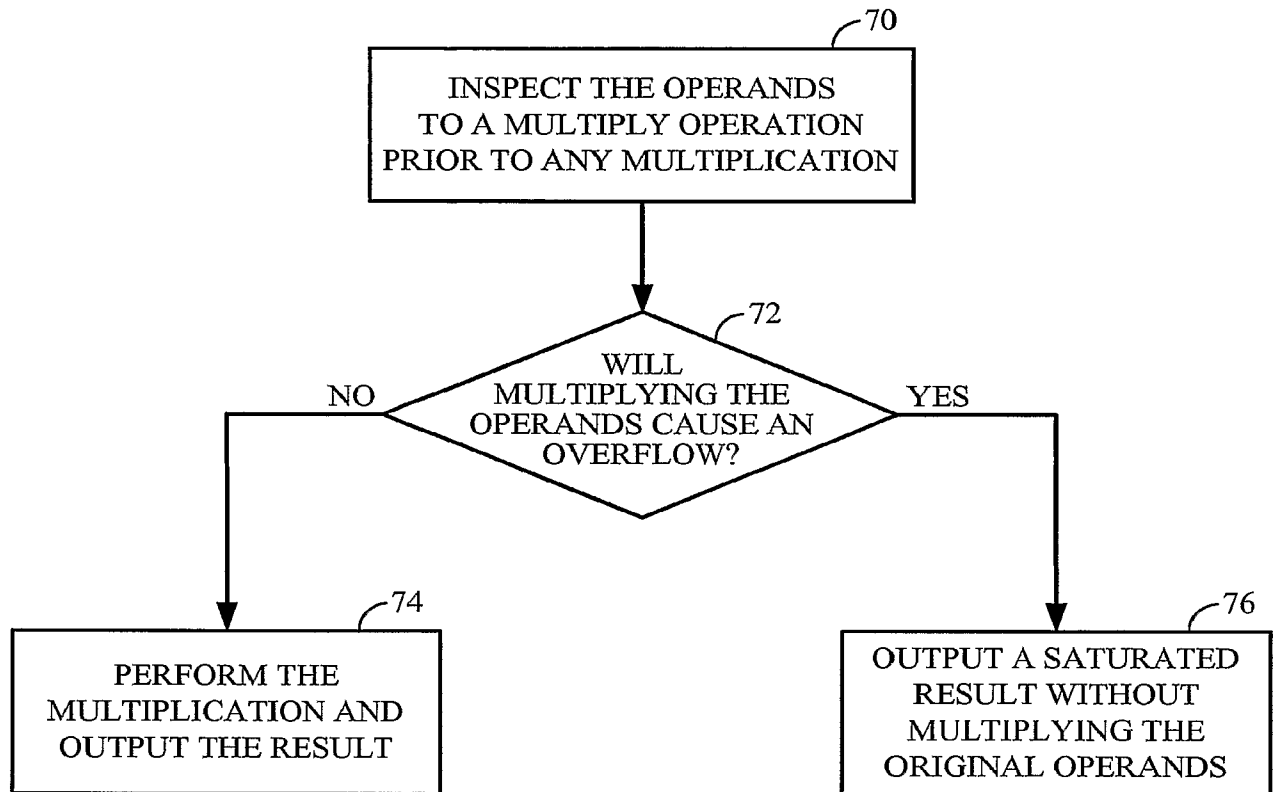 70
INSPECT THE OPERANDS
TO A MULTIPLY OPERATION
PRIOR TO ANY MULTIPLICATION
72
WILL
MULTIPLYING THE
OPERANDS CAUSE AN
OVERFLOW?
NO
YES
74
PERFORM THE
MULTIPLICATION AND
OUTPUT THE RESULT
76
OUTPUT A SATURATED
RESULT WITHOUT
MULTIPLYING THE
ORIGINAL OPERANDS